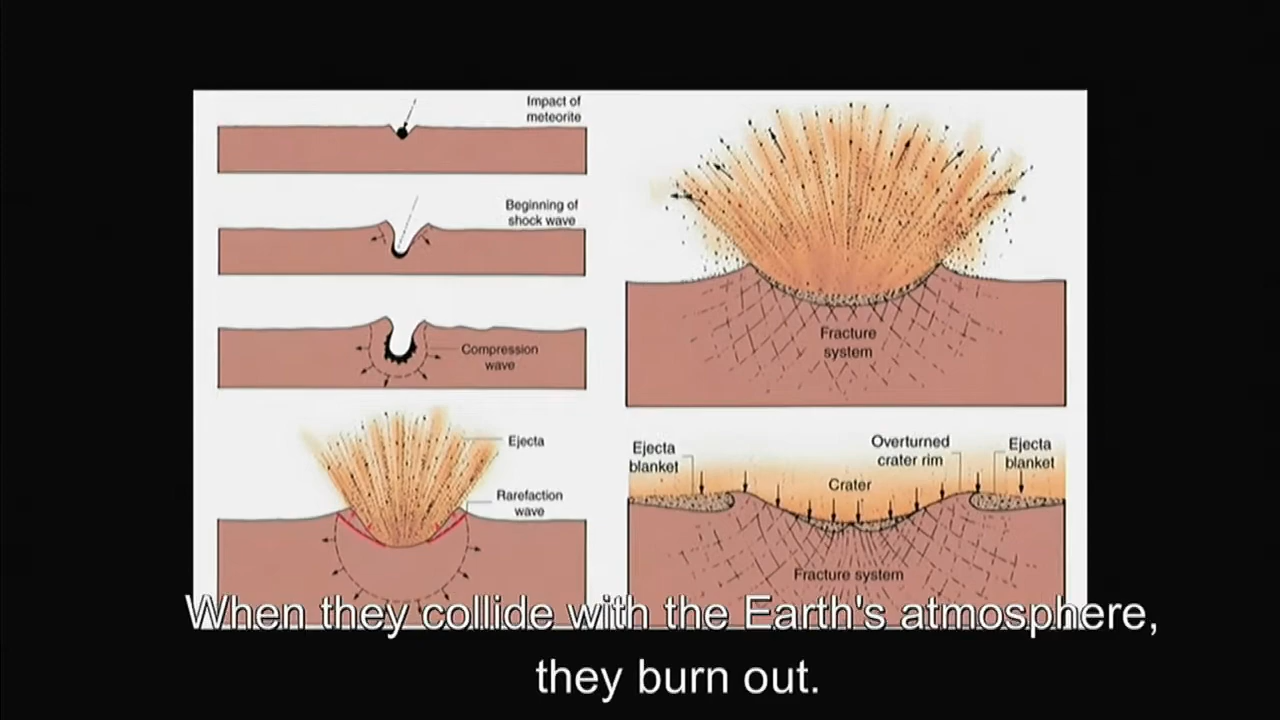 Impact of
meteorite
Beginning of
shock wave
Compression
wave
Ejecta
Rarefaction
wave
Fracture
system
Ejecta
blanket
Overturned
crater rim
Ejecta
blanket
Crater
Fracture system
When they collide with the Earth's atmosphere,
they burn out.